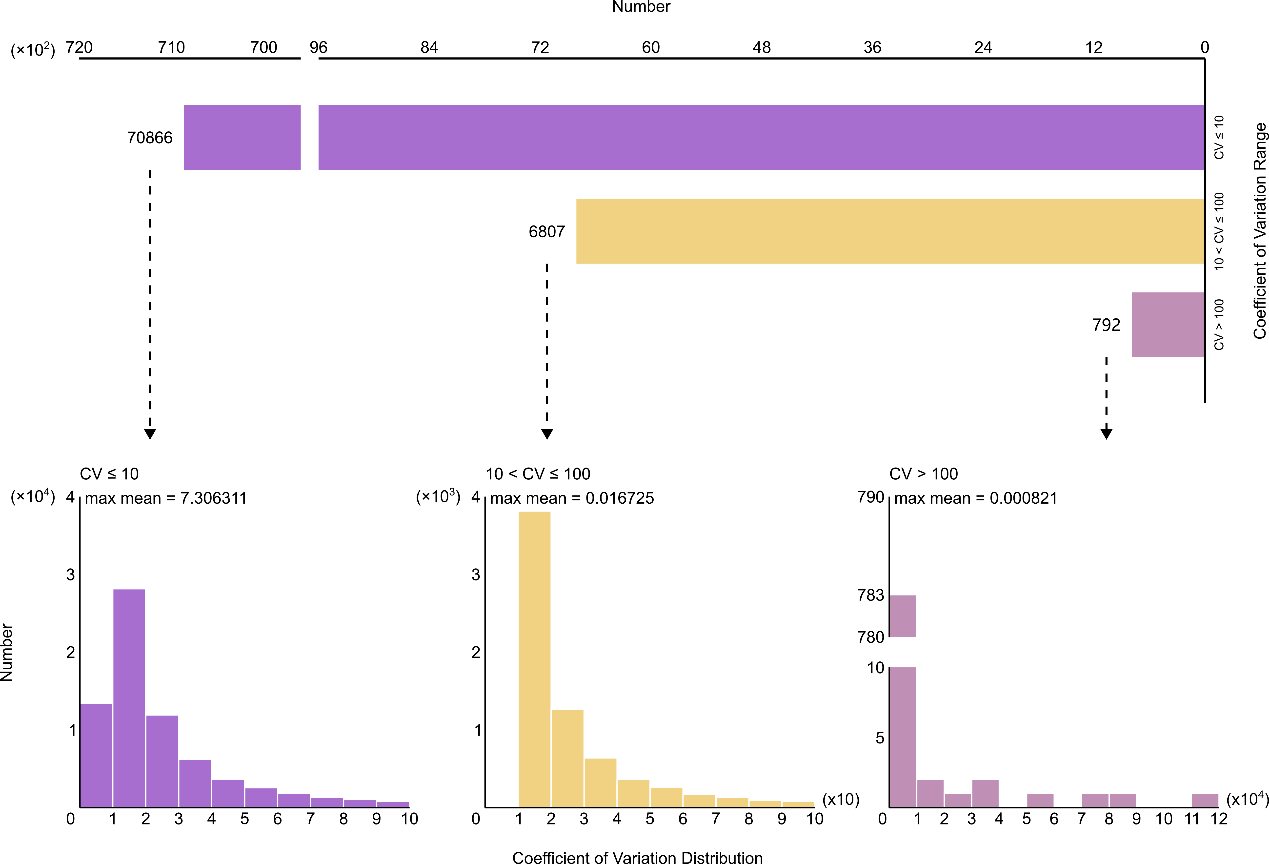 Number
(×10²) 720 710 700 96 84 72 60 48 36 24 12 0
70866
CV ≤ 10
6807
10 < CV ≤ 100
792
CV > 100
Coefficient of Variation Range
CV ≤ 10
max mean = 7.306311
(×10⁴)
4
3
2
1
0 1 2 3 4 5 6 7 8 9 10
10 < CV ≤ 100
max mean = 0.016725
(×10³)
4
3
2
1
0 1 2 3 4 5 6 7 8 9 10
(x10)
CV > 100
max mean = 0.000821
790
783
780
10
5
0 1 2 3 4 5 6 7 8 9 10 11 12
(x10⁴)
Number
Coefficient of Variation Distribution